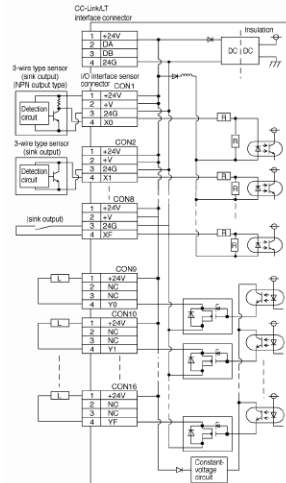 CC-Link/LT
interface connector
Insulation
1 +24V
2 DA
3 DB
4 24G
DC DC
3-wire type sensor
(sink output)
(NPN output type)
I/O interface sensor
connector CON1
Detection
circuit
1 +24V
2 +V
3 24G
4 X0
R
R
3-wire type sensor
(sink output)
CON2
Detection
circuit
1 +24V
2 +V
3 24G
4 X1
R
R
CON8
(sink output)
1 +24V
2 +V
3 24G
4 XF
R
R
CON9
L
1 +24V
2 NC
3 NC
4 Y0
CON10
L
1 +24V
2 NC
3 NC
4 Y1
CON16
L
1 +24V
2 NC
3 NC
4 YF
Constant-
voltage
circuit